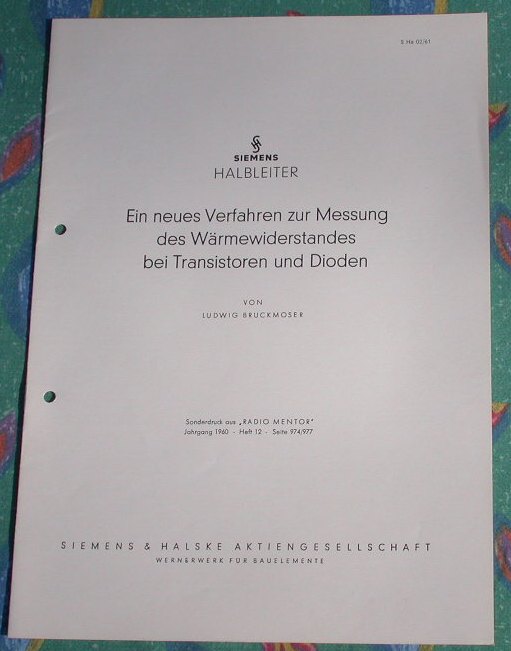 S Ha 02/61
SIEMENS
HALBLEITER
Ein neues Verfahren zur Messung
des Wärmewiderstandes
bei Transistoren und Dioden
VON
LUDWIG BRUCKMOSER
Sonderdruck aus „RADIO MENTOR"
Jahrgang 1960 - Heft 12 - Seite 974/977
SIEMENS & HALSKE AKTIENGESELLSCHAFT
WERNERWERK FÜR BAUELEMENTE